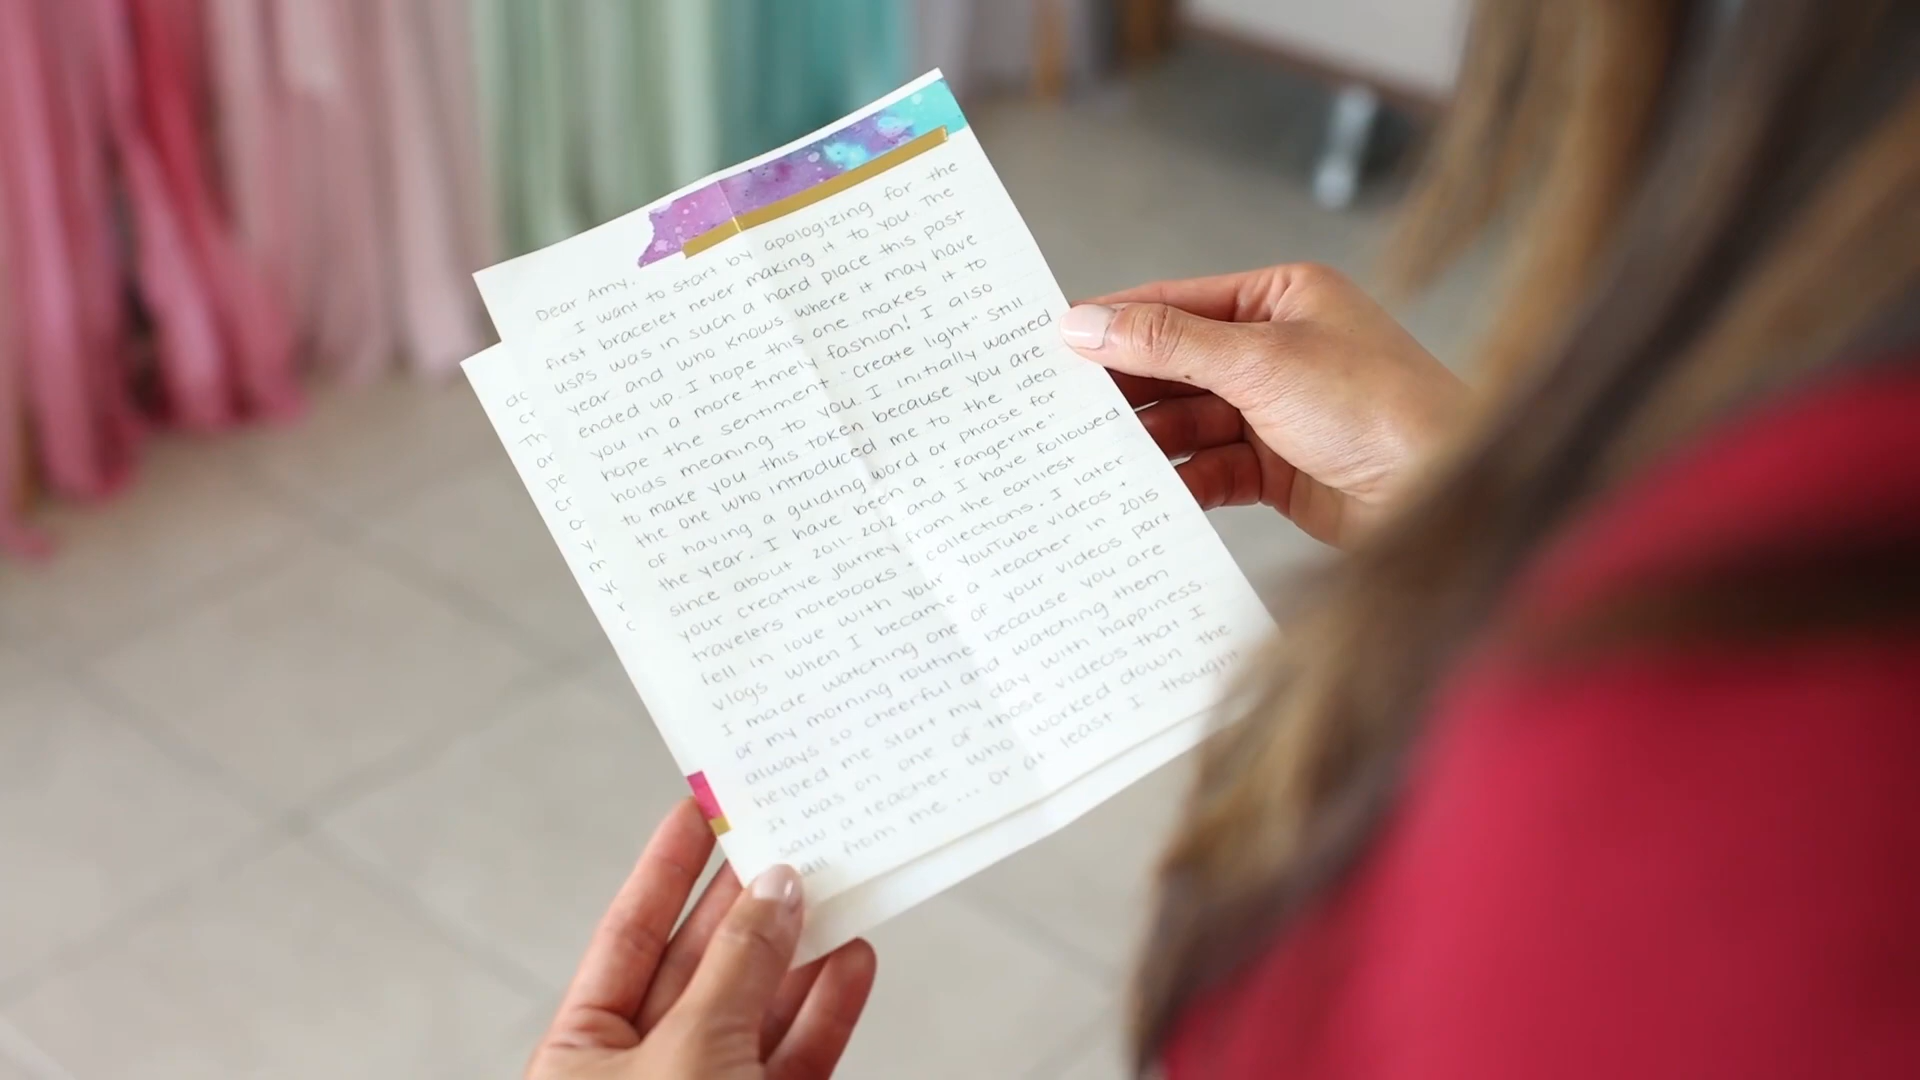 Dear Amy,
I want to start by apologizing for the
first bracelet never making it to you. The
USPS was in such a hard place this past
year and who knows where it may have
ended up. I hope this one makes it to
you in a more timely fashion! I also
hope the sentiment "create light" still
holds meaning to you. I initially wanted
to make you this token because you are
the one who introduced me to the idea
of having a guiding word or phrase for
the year. I have been a "Fangerine"
since about 2011-2012 and I have followed
your creative journey from the earliest
travelers notebooks + collections. I later
fell in love with your YouTube videos +
vlogs when I became a teacher in 2015
I made watching one of your videos part
of my morning routine because you are
always so cheerful and watching them
helped me start my day with happiness.
It was on one of those videos that I
saw a teacher who worked down the
hall from me ... or at least I thought